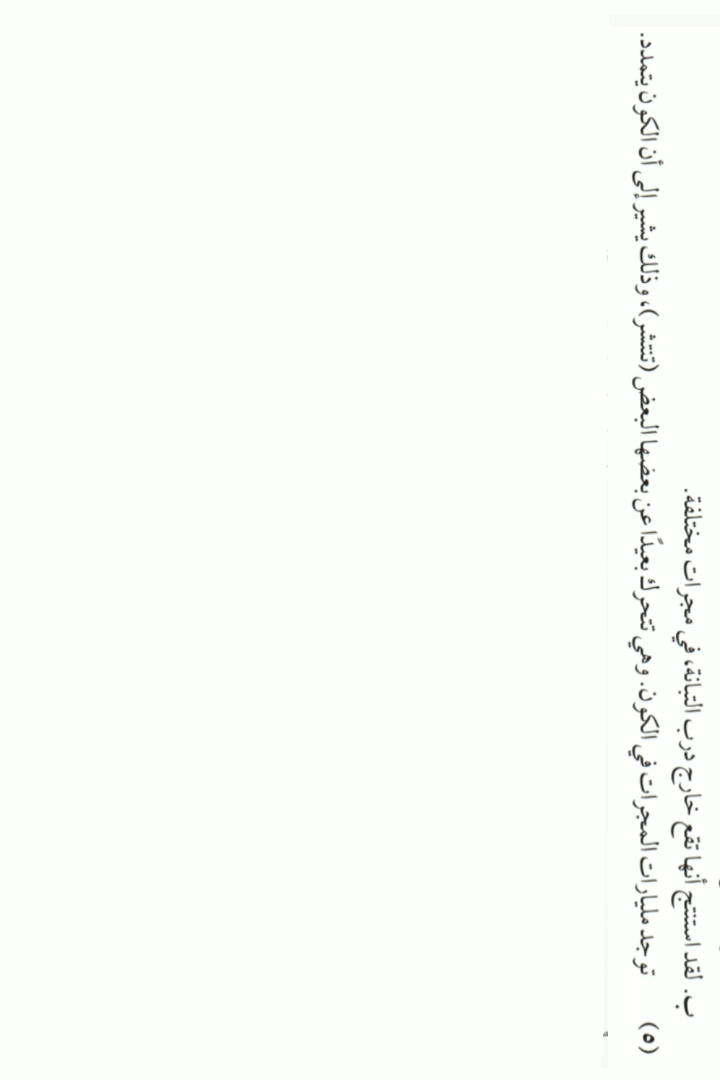 ب. لقد استنتج أنها تقع خارج درب التبانة، في مجرات مختلفة.
(٥) توجد مليارات المجرات في الكون. وهي تتحرك بعيدًا عن بعضها البعض (تنتشر)، وذلك يشير إلى أن الكون يتمدد.